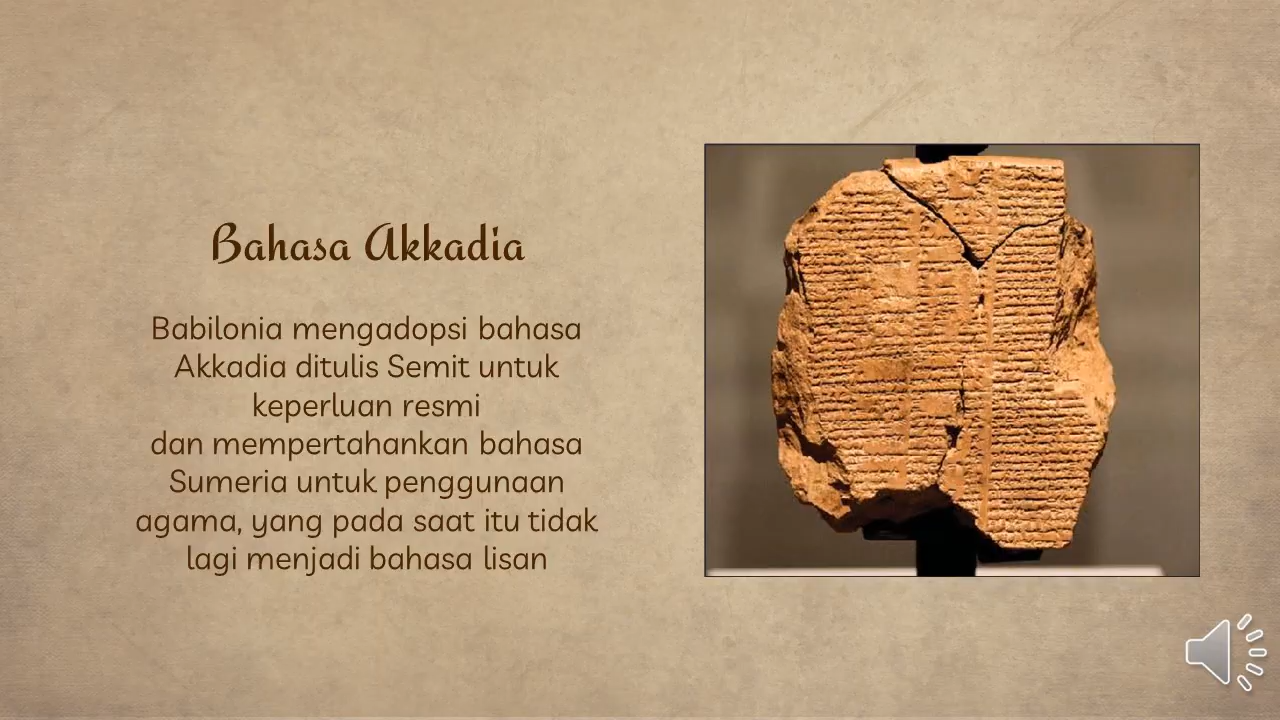 Bahasa Akkadia
Babilonia mengadopsi bahasa
Akkadia ditulis Semit untuk
keperluan resmi
dan mempertahankan bahasa
Sumeria untuk penggunaan
agama, yang pada saat itu tidak
lagi menjadi bahasa lisan